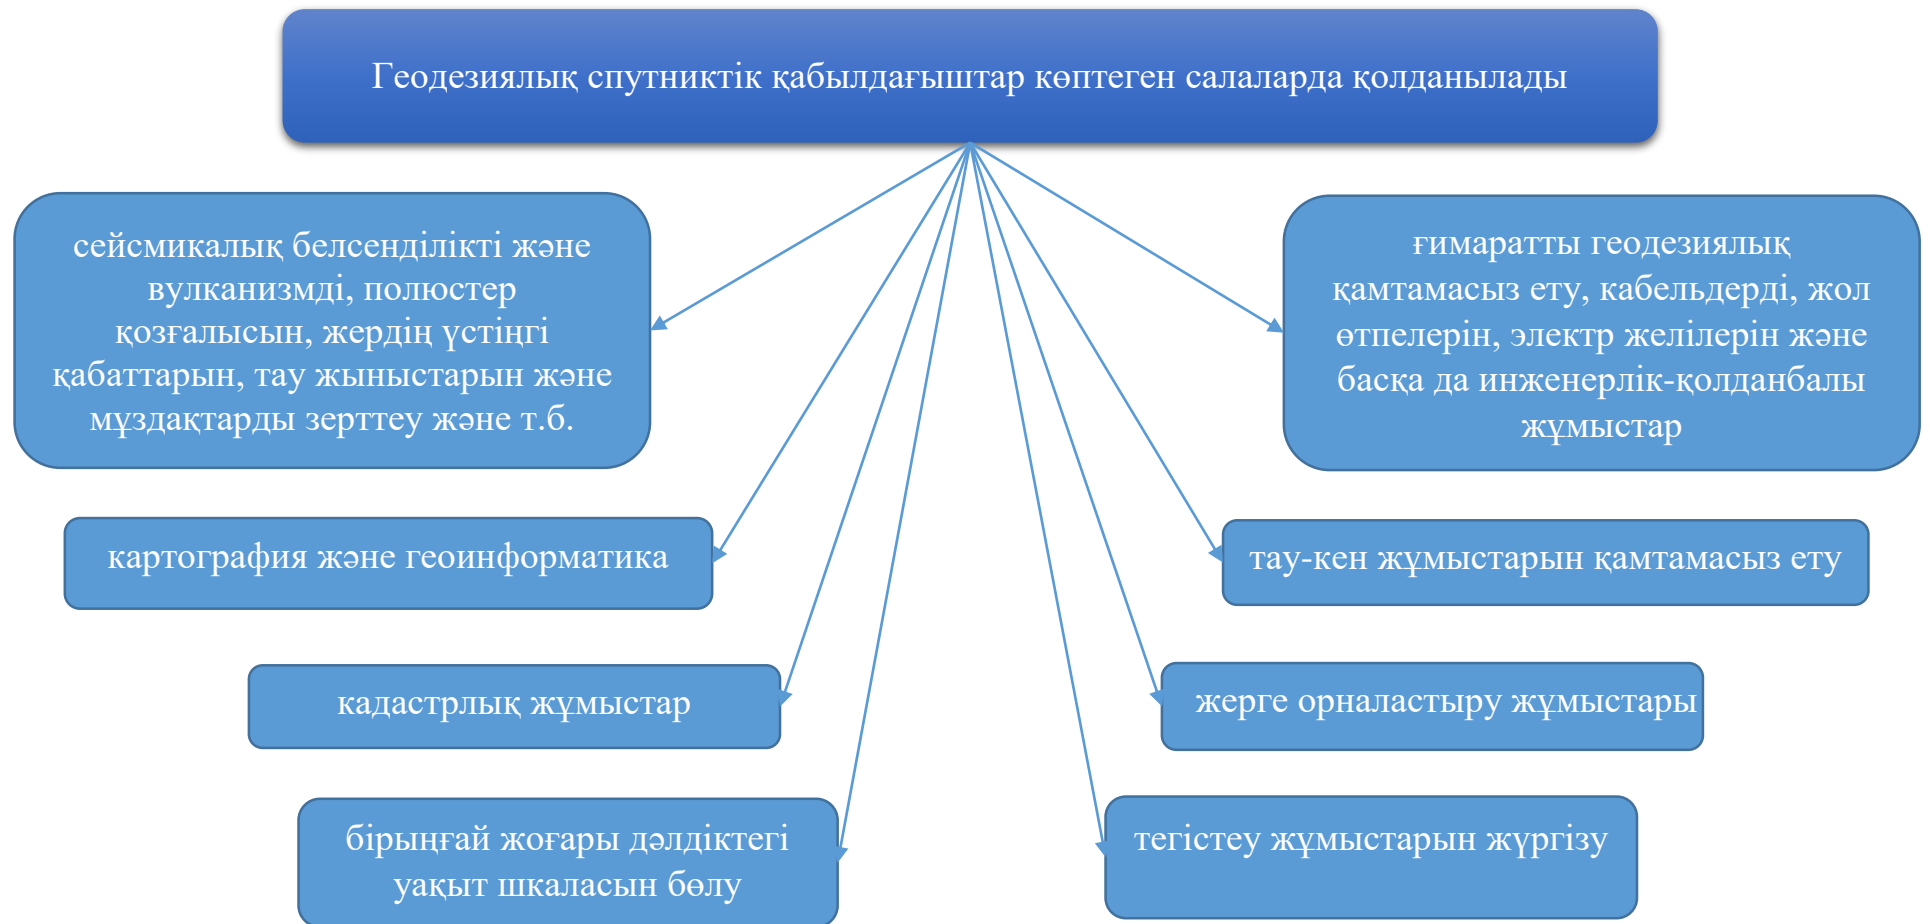 Геодезиялық спутниктік қабылдағыштар көптеген салаларда қолданылады
сейсмикалық белсенділікті және
вулканизмді, полюстер
қозғалысын, жердің үстіңгі
қабаттарын, тау жыныстарын және
мұздақтарды зерттеу және т.б.
ғимаратты геодезиялық
қамтамасыз ету, кабельдерді, жол
өтпелерін, электр желілерін және
басқа да инженерлік-қолданбалы
жұмыстар
картография және геоинформатика
тау-кен жұмыстарын қамтамасыз ету
кадастрлық жұмыстар
жерге орналастыру жұмыстары
бірыңғай жоғары дәлдіктегі
уақыт шкаласын бөлу
тегістеу жұмыстарын жүргізу